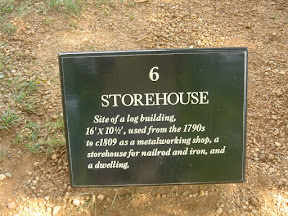 6
STOREHOUSE
Site of a log building,
16' x 10½', used from the 1790s
to c1809 as a metalworking shop, a
storehouse for nailrod and iron, and
a dwelling.